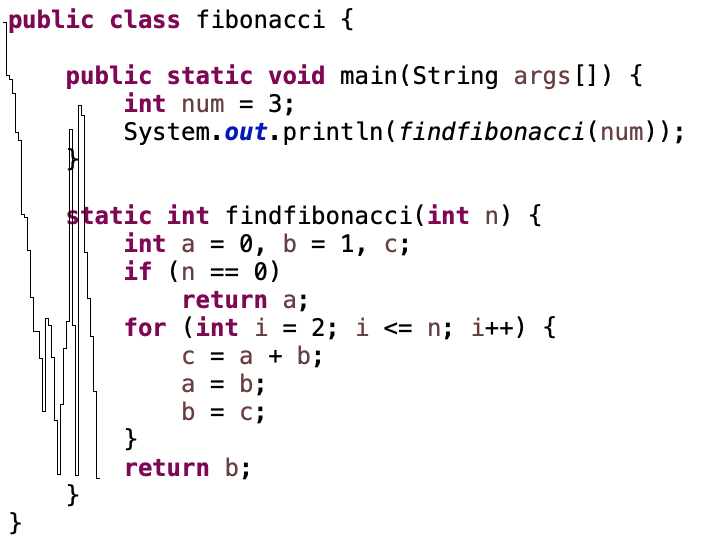 public class fibonacci {
public static void main(String args[]) {
int num = 3;
System.out.println(findfibonacci(num));
}
static int findfibonacci(int n) {
int a = 0, b = 1, c;
if (n == 0)
return a;
for (int i = 2; i <= n; i++) {
c = a + b;
a = b;
b = c;
}
return b;
}
}